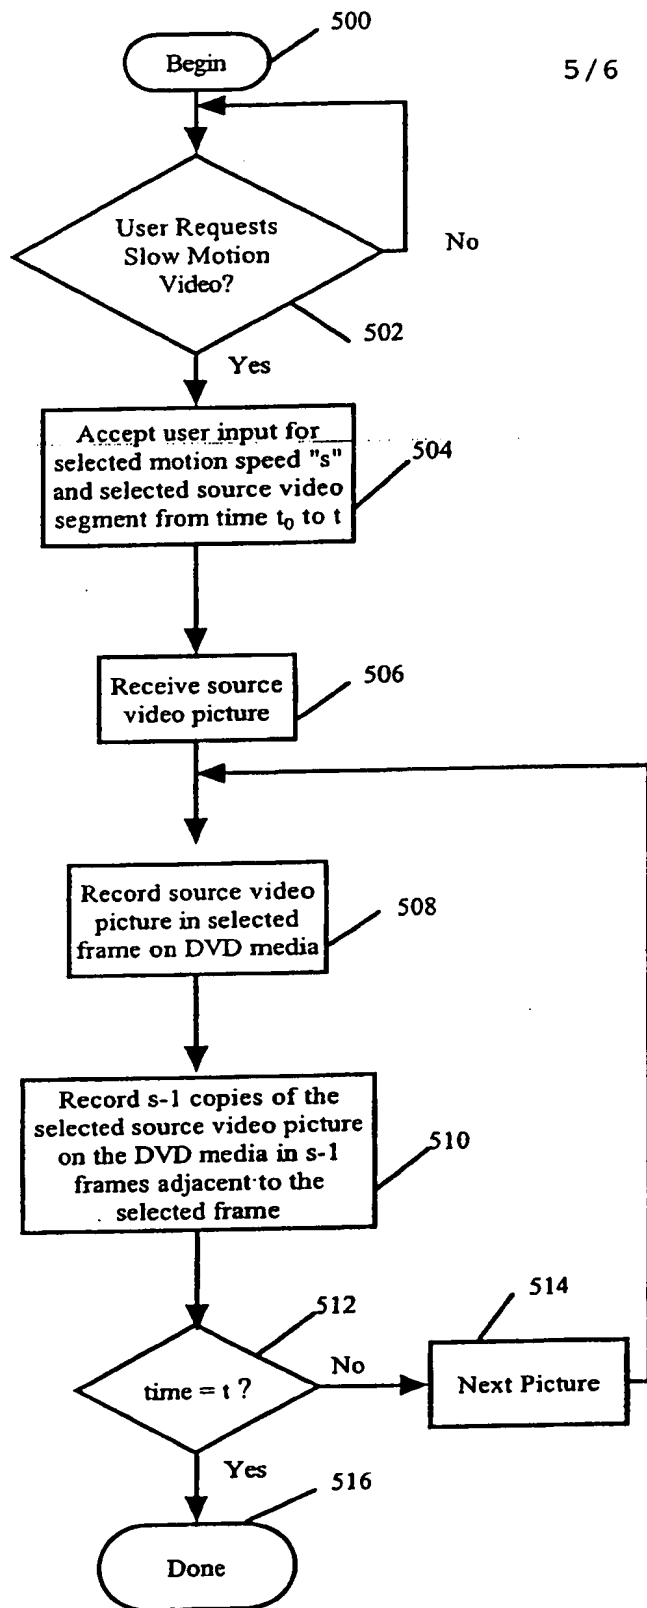 500
Begin
5/6
User Requests
Slow Motion
Video?
No
502
Yes
Accept user input for
selected motion speed "s"
and selected source video
segment from time t₀ to t
504
Receive source
video picture
506
Record source video
picture in selected
frame on DVD media
508
Record s-1 copies of the
selected source video picture
on the DVD media in s-1
frames adjacent to the
selected frame
510
512
time = t ?
No
514
Next Picture
Yes
516
Done